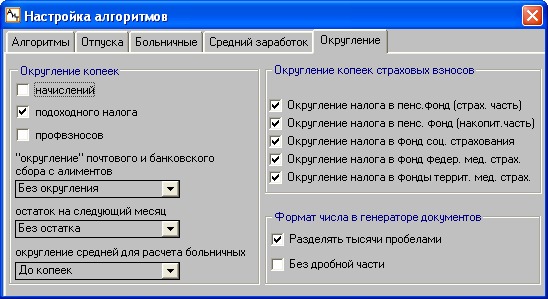 Настройка алгоритмов
Алгоритмы Отпуска Больничные Средний заработок Округление
Округление копеек
начислений
подоходного налога
профвзносов
"округление" почтового и банковского
сбора с алиментов
Без округления
остаток на следующий месяц
Без остатка
округление средней для расчета больничных
До копеек
Округление копеек страховых взносов
Округление налога в пенс.фонд (страх. часть)
Округление налога в пенс. фонд (накопит.часть)
Округление налога в фонд соц. страхования
Округление налога в фонд федер. мед. страх.
Округление налога в фонды террит. мед. страх.
Формат числа в генераторе документов
Разделять тысячи пробелами
Без дробной части